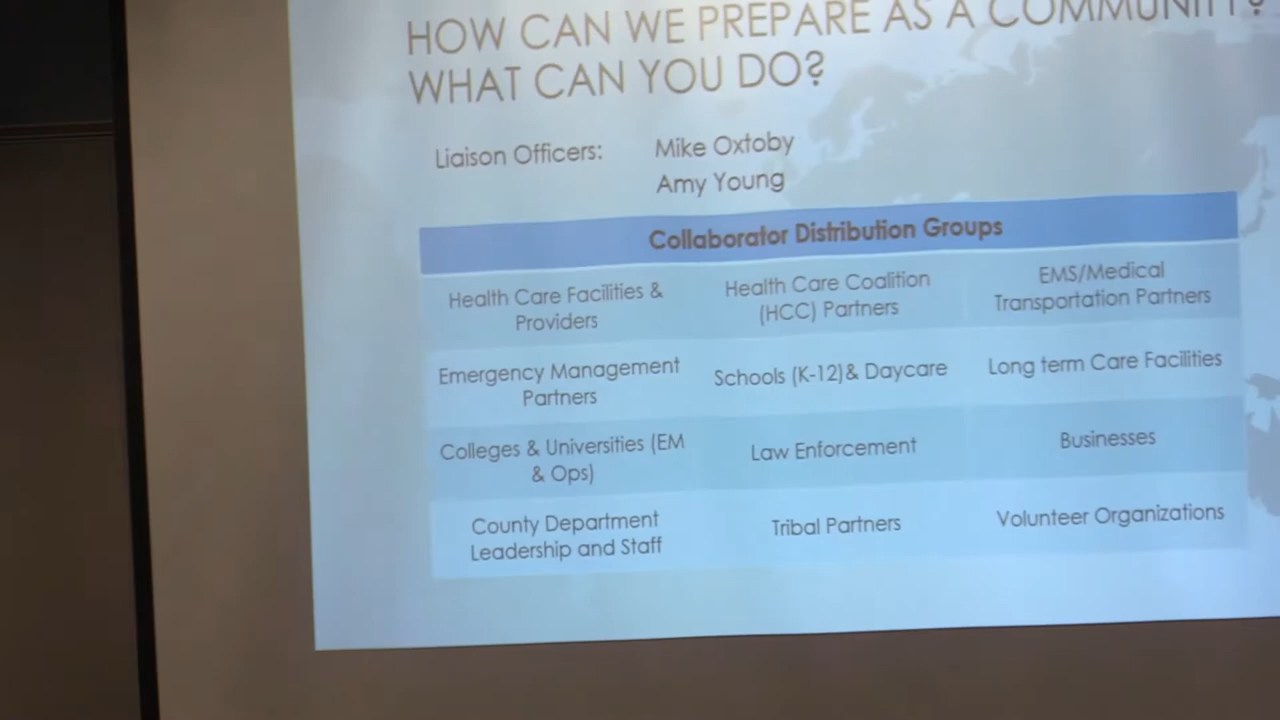 HOW CAN WE PREPARE AS A COMMUNITY?
WHAT CAN YOU DO?
Liaison Officers: Mike Oxtoby
Amy Young
Collaborator Distribution Groups
Health Care Facilities &
Providers
Health Care Coalition
(HCC) Partners
EMS/Medical
Transportation Partners
Emergency Management
Partners
Schools (K-12)& Daycare
Long term Care Facilities
Colleges & Universities (EM
& Ops)
Law Enforcement
Businesses
County Department
Leadership and Staff
Tribal Partners
Volunteer Organizations